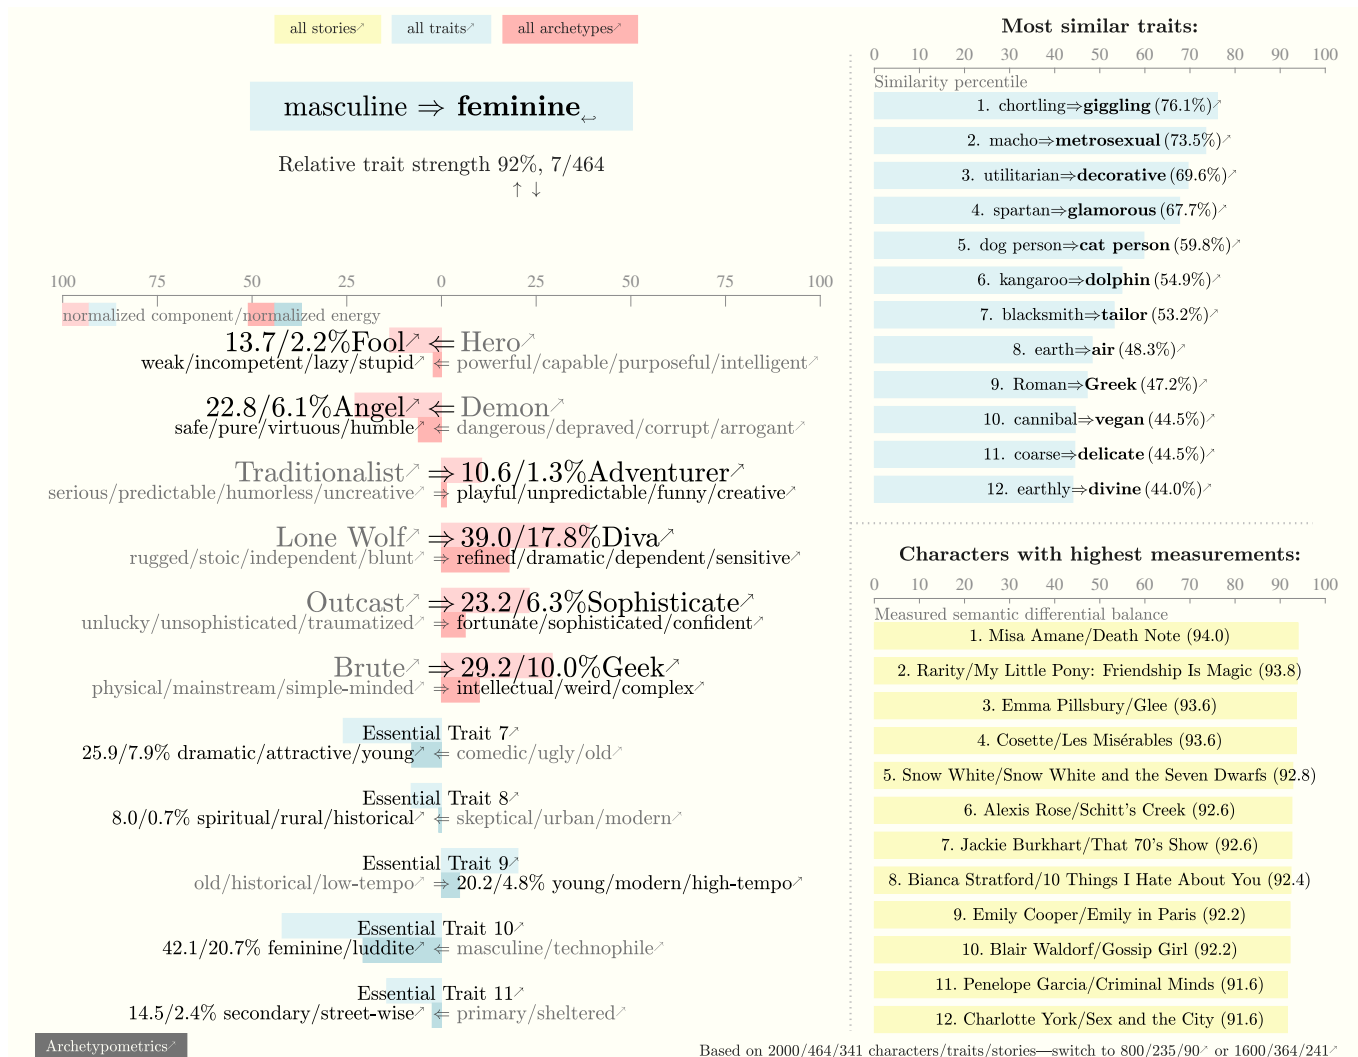 all stories↗ all traits↗ all archetypes↗
masculine ⇒ feminine↩
Relative trait strength 92%, 7/464
↑ ↓
100 75 50 25 0 25 50 75 100
normalized component/normalized energy
13.7/2.2%Fool↗ ⇐ Hero↗
weak/incompetent/lazy/stupid↗ ⇐ powerful/capable/purposeful/intelligent↗
22.8/6.1%Angel↗ ⇐ Demon↗
safe/pure/virtuous/humble↗ ⇐ dangerous/depraved/corrupt/arrogant↗
Traditionalist↗ ⇒ 10.6/1.3%Adventurer↗
serious/predictable/humorless/uncreative↗ ⇒ playful/unpredictable/funny/creative↗
Lone Wolf↗ ⇒ 39.0/17.8%Diva↗
rugged/stoic/independent/blunt↗ ⇒ refined/dramatic/dependent/sensitive↗
Outcast↗ ⇒ 23.2/6.3%Sophisticate↗
unlucky/unsophisticated/traumatized↗ ⇒ fortunate/sophisticated/confident↗
Brute↗ ⇒ 29.2/10.0%Geek↗
physical/mainstream/simple-minded↗ ⇒ intellectual/weird/complex↗
Essential Trait 7↗
25.9/7.9% dramatic/attractive/young↗ ⇐ comedic/ugly/old↗
Essential Trait 8↗
8.0/0.7% spiritual/rural/historical↗ ⇐ skeptical/urban/modern↗
Essential Trait 9↗
old/historical/low-tempo↗ ⇒ 20.2/4.8% young/modern/high-tempo↗
Essential Trait 10↗
42.1/20.7% feminine/luddite↗ ⇐ masculine/technophile↗
Essential Trait 11↗
14.5/2.4% secondary/street-wise↗ ⇐ primary/sheltered↗
Archetypometrics↗
Most similar traits:
0 10 20 30 40 50 60 70 80 90 100
Similarity percentile
1. chortling⇒giggling (76.1%)↗
2. macho⇒metrosexual (73.5%)↗
3. utilitarian⇒decorative (69.6%)↗
4. spartan⇒glamorous (67.7%)↗
5. dog person⇒cat person (59.8%)↗
6. kangaroo⇒dolphin (54.9%)↗
7. blacksmith⇒tailor (53.2%)↗
8. earth⇒air (48.3%)↗
9. Roman⇒Greek (47.2%)↗
10. cannibal⇒vegan (44.5%)↗
11. coarse⇒delicate (44.5%)↗
12. earthly⇒divine (44.0%)↗
Characters with highest measurements:
0 10 20 30 40 50 60 70 80 90 100
Measured semantic differential balance
1. Misa Amane/Death Note (94.0)
2. Rarity/My Little Pony: Friendship Is Magic (93.8)
3. Emma Pillsbury/Glee (93.6)
4. Cosette/Les Misérables (93.6)
5. Snow White/Snow White and the Seven Dwarfs (92.8)
6. Alexis Rose/Schitt's Creek (92.6)
7. Jackie Burkhart/That 70's Show (92.6)
8. Bianca Stratford/10 Things I Hate About You (92.4)
9. Emily Cooper/Emily in Paris (92.2)
10. Blair Waldorf/Gossip Girl (92.2)
11. Penelope Garcia/Criminal Minds (91.6)
12. Charlotte York/Sex and the City (91.6)
Based on 2000/464/341 characters/traits/stories—switch to 800/235/90↗ or 1600/364/241↗